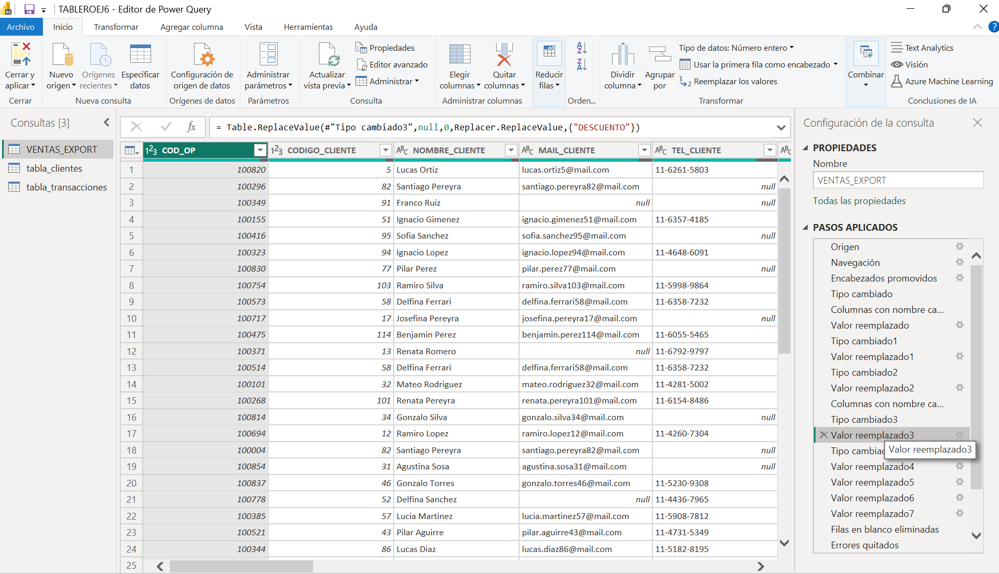 TABLEROEJ6 - Editor de Power Query
Archivo Inicio Transformar Agregar columna Vista Herramientas Ayuda
Cerrar y aplicar
Cerrar
Nuevo origen
Orígenes recientes
Especificar datos
Nueva consulta
Configuración de origen de datos
Orígenes de datos
Administrar parámetros
Parámetros
Actualizar vista previa
Propiedades
Editor avanzado
Administrar
Consulta
Elegir columnas
Quitar columnas
Administrar columnas
Reducir filas
Orden...
Dividir columna
Agrupar por
Tipo de datos: Número entero
Usar la primera fila como encabezado
Reemplazar los valores
Transformar
Combinar
Text Analytics
Visión
Azure Machine Learning
Conclusiones de IA
Consultas [3]
VENTAS_EXPORT
tabla_clientes
tabla_transacciones
fx = Table.ReplaceValue(#"Tipo cambiado3",null,0,Replacer.ReplaceValue,{"DESCUENTO"})
123 COD_OP 123 CODIGO_CLIENTE ABC NOMBRE_CLIENTE ABC MAIL_CLIENTE ABC TEL_CLIENTE ABC
1 100820 5 Lucas Ortiz lucas.ortiz5@mail.com 11-6261-5803
2 100296 82 Santiago Pereyra santiago.pereyra82@mail.com null
3 100349 91 Franco Ruiz null null
4 100155 51 Ignacio Gimenez ignacio.gimenez51@mail.com 11-6357-4185
5 100416 95 Sofia Sanchez sofia.sanchez95@mail.com null
6 100323 94 Ignacio Lopez ignacio.lopez94@mail.com 11-4648-6091
7 100830 77 Pilar Perez pilar.perez77@mail.com null
8 100754 103 Ramiro Silva ramiro.silva103@mail.com 11-5998-9864
9 100573 58 Delfina Ferrari delfina.ferrari58@mail.com 11-6358-7232
10 100717 17 Josefina Pereyra josefina.pereyra17@mail.com null
11 100475 114 Benjamin Perez benjamin.perez114@mail.com 11-6055-5465
12 100371 13 Renata Romero null 11-6792-9797
13 100514 58 Delfina Ferrari delfina.ferrari58@mail.com 11-6358-7232
14 100101 32 Mateo Rodriguez mateo.rodriguez32@mail.com 11-4281-5002
15 100268 101 Renata Pereyra renata.pereyra101@mail.com 11-6154-8486
16 100814 34 Gonzalo Silva gonzalo.silva34@mail.com null
17 100694 12 Ramiro Lopez ramiro.lopez12@mail.com 11-4260-7304
18 100004 82 Santiago Pereyra santiago.pereyra82@mail.com null
19 100854 31 Agustina Sosa agustina.sosa31@mail.com null
20 100837 46 Gonzalo Torres gonzalo.torres46@mail.com 11-5230-9308
21 100778 52 Delfina Sanchez null 11-4436-7965
22 100385 57 Lucia Martinez lucia.martinez57@mail.com 11-5908-7812
23 100521 43 Pilar Aguirre pilar.aguirre43@mail.com 11-4731-5349
24 100344 86 Lucas Diaz lucas.diaz86@mail.com 11-5182-8195
25
Configuración de la consulta
PROPIEDADES
Nombre
VENTAS_EXPORT
Todas las propiedades
PASOS APLICADOS
Origen
Navegación
Encabezados promovidos
Tipo cambiado
Columnas con nombre ca...
Valor reemplazado
Tipo cambiado1
Valor reemplazado1
Tipo cambiado2
Valor reemplazado2
Columnas con nombre ca...
Tipo cambiado3
Valor reemplazado3
Tipo cambiad
Valor reemplazado3
Valor reemplazado4
Valor reemplazado5
Valor reemplazado6
Valor reemplazado7
Filas en blanco eliminadas
Errores quitados